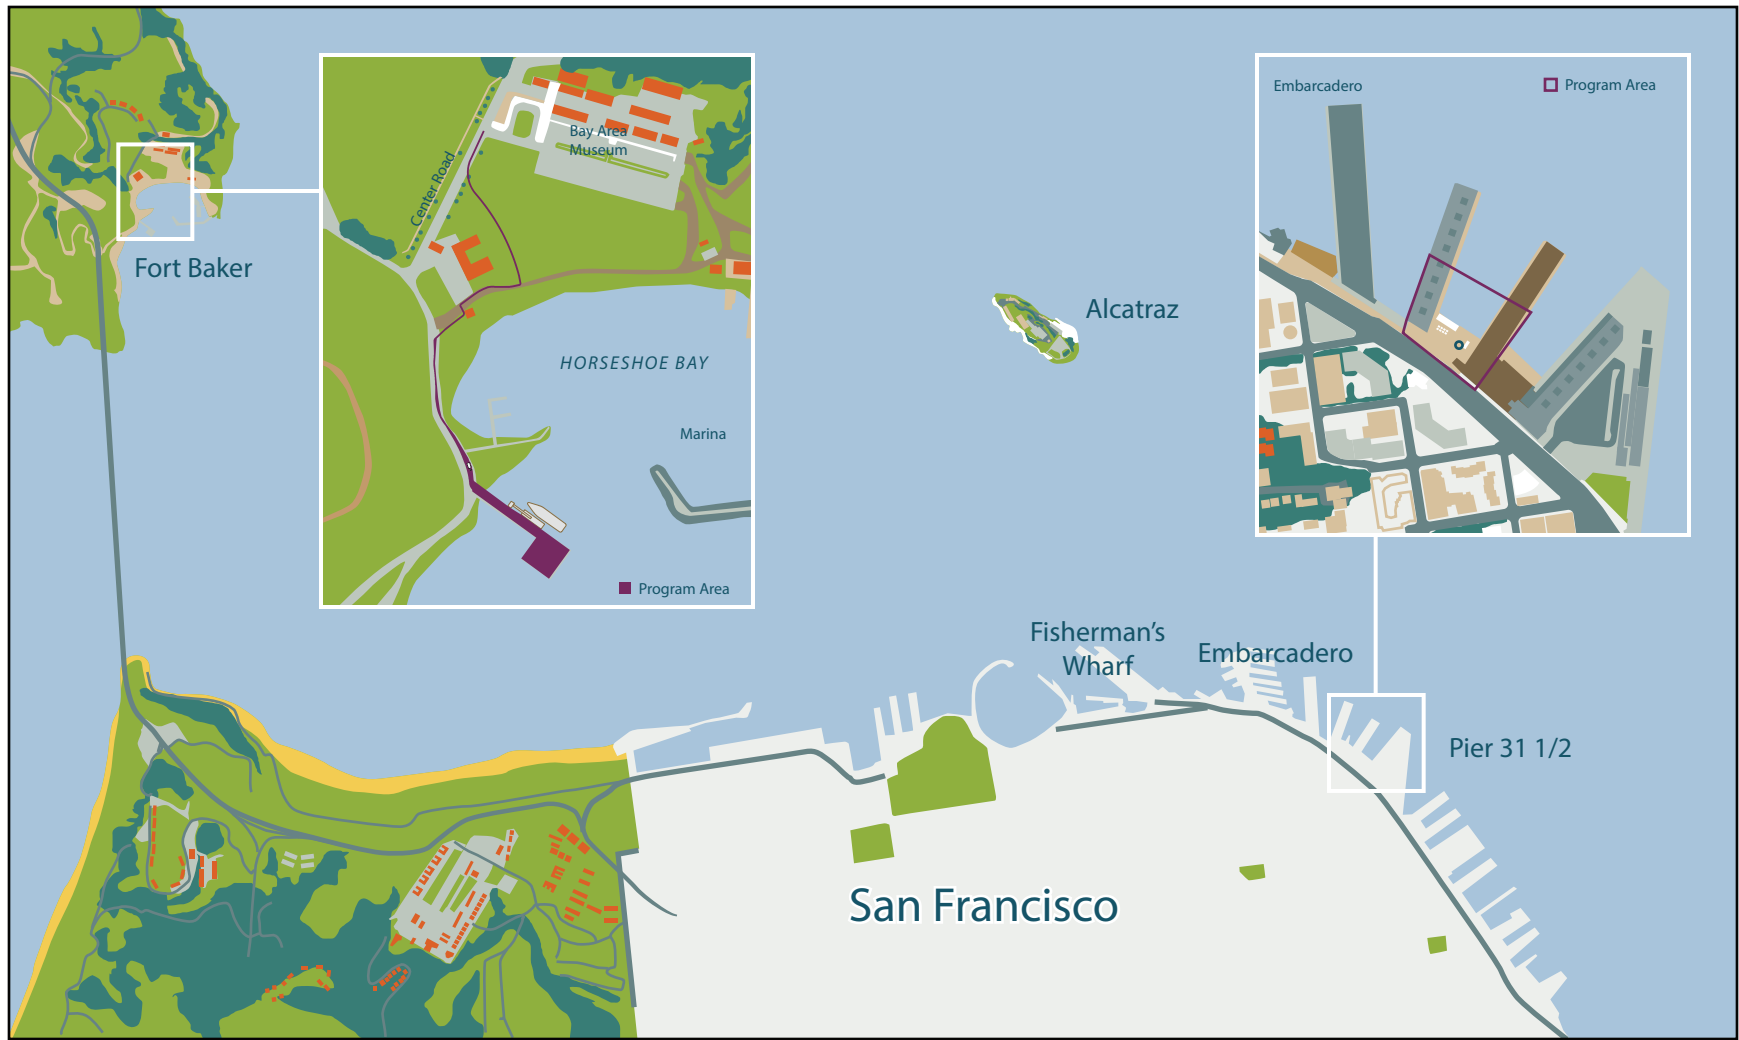 Embarcadero
Program Area
Bay Area
Museum
Center Road
Fort Baker
Alcatraz
HORSESHOE BAY
Marina
Program Area
Fisherman's
Wharf
Embarcadero
Pier 31 1/2
San Francisco